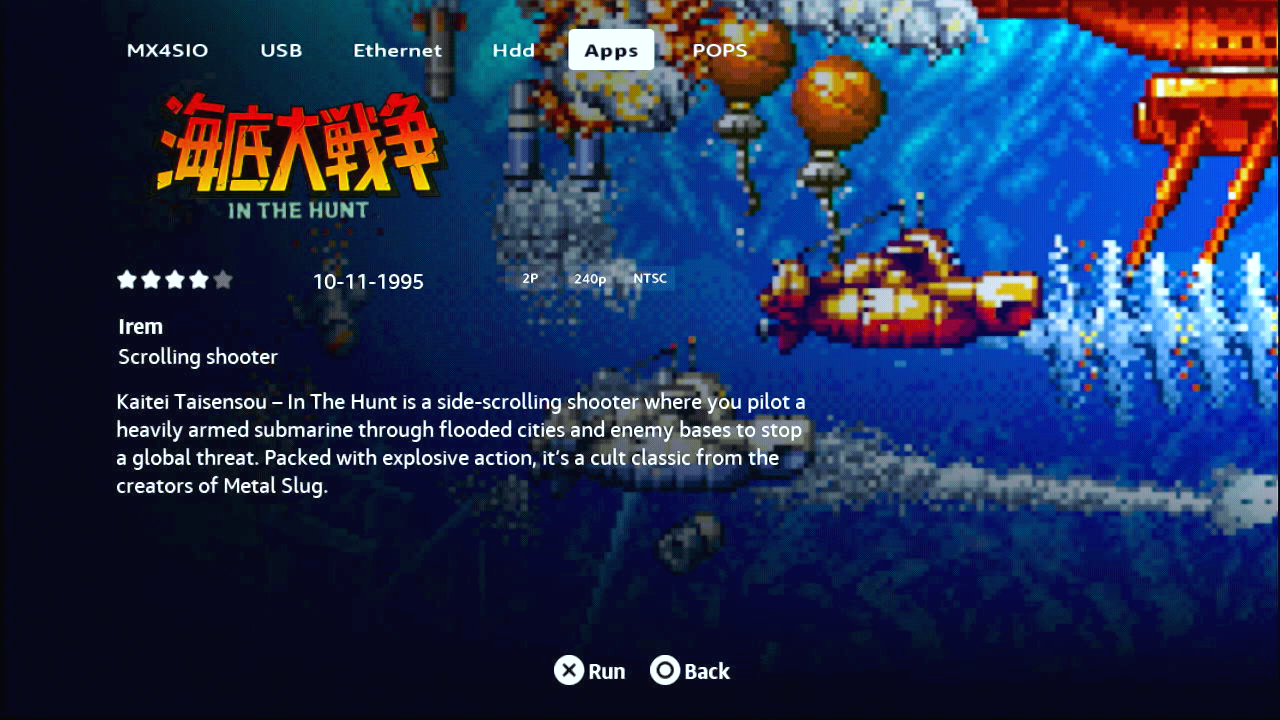 MX4SIO USB Ethernet Hdd Apps POPS
海底大戦争
IN THE HUNT
10-11-1995 2P 240p NTSC
Irem
Scrolling shooter
Kaitei Taisensou – In The Hunt is a side-scrolling shooter where you pilot a
heavily armed submarine through flooded cities and enemy bases to stop
a global threat. Packed with explosive action, it's a cult classic from the
creators of Metal Slug.
Run Back